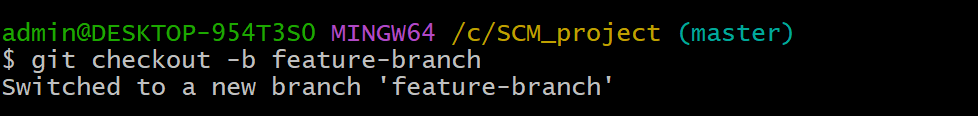 admin@DESKTOP-954T3SO MINGW64 /c/SCM_project (master)
$ git checkout -b feature-branch
Switched to a new branch 'feature-branch'